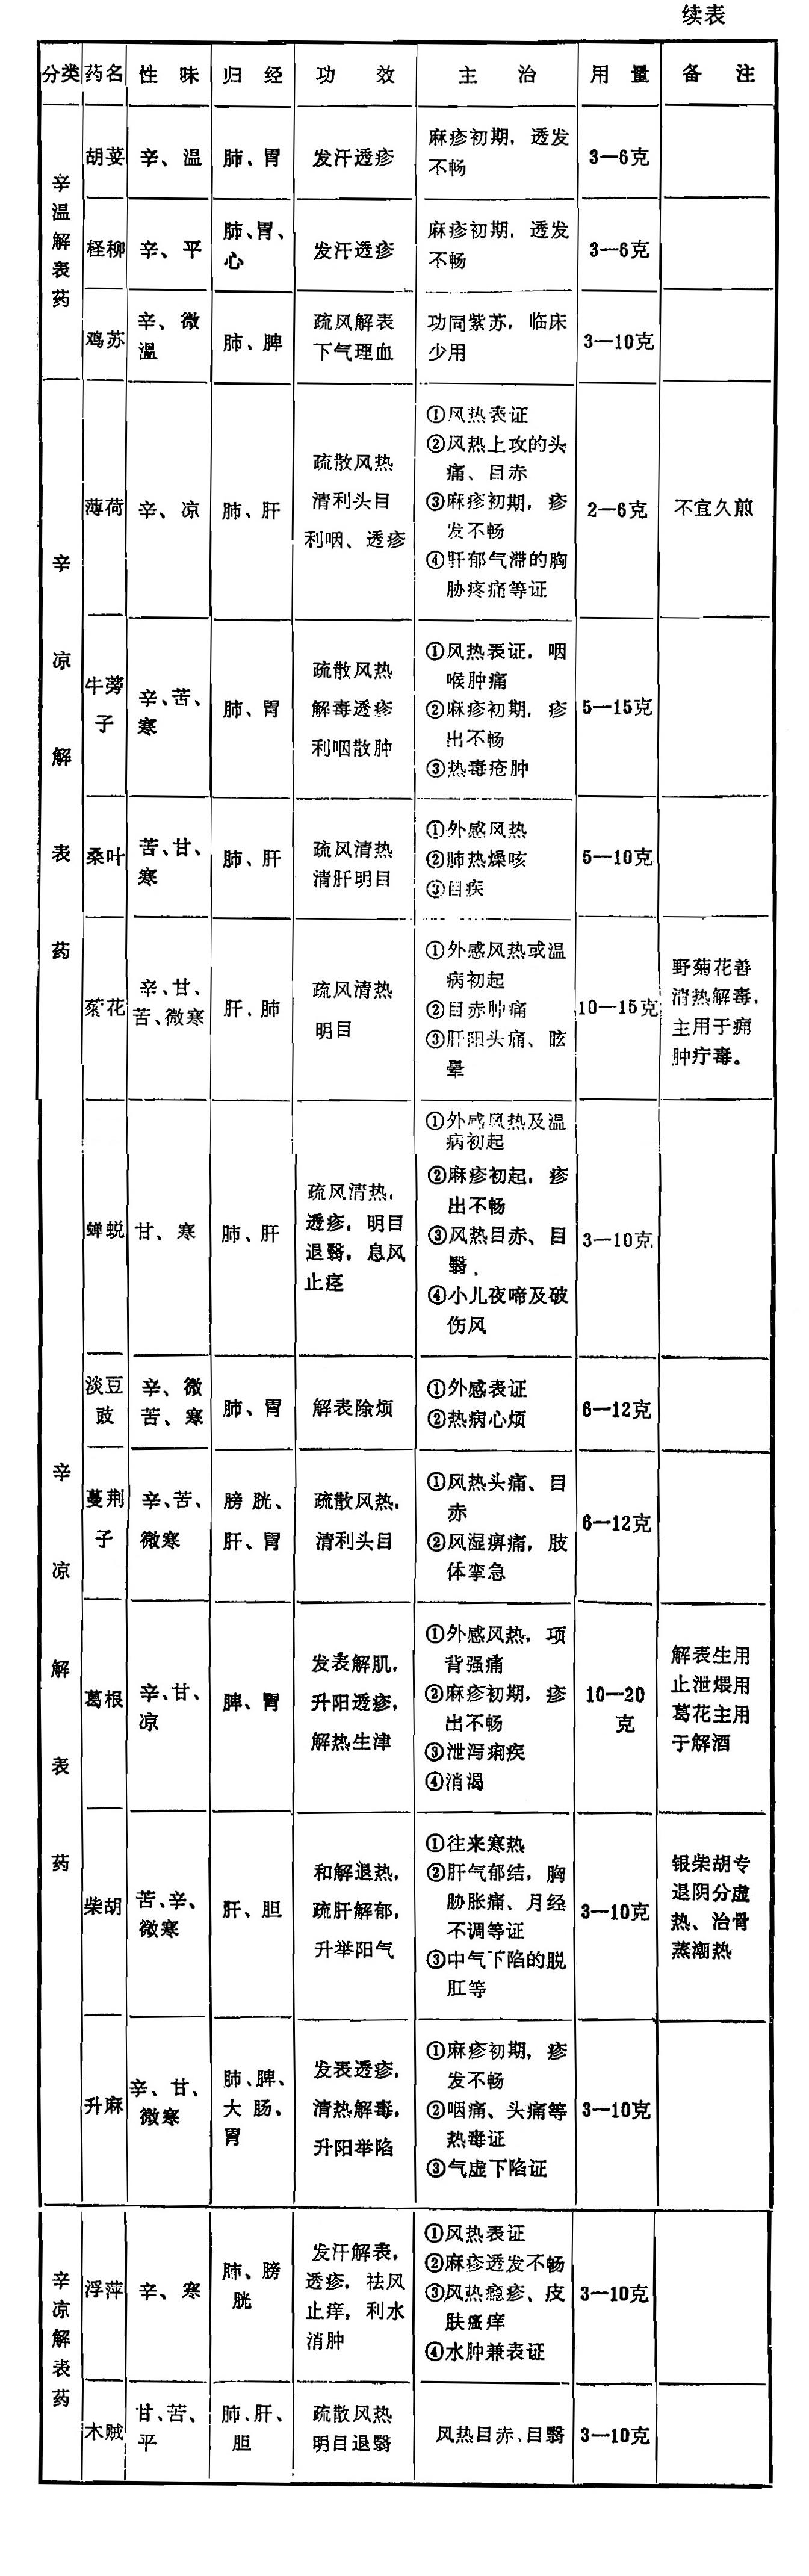 续表
分类 药名 性味 归经 功效 主治 用量 备注
辛温解表药
胡荽 辛、温 肺、胃 发汗透疹 麻疹初期，透发
不畅 3—6克
柽柳 辛、平 肺、胃、
心 发汗透疹 麻疹初期，透发
不畅 3—6克
鸡苏 辛、微
温 肺、脾 疏风解表
下气理血 功同紫苏，临床
少用 3—10克
辛凉解表药
薄荷 辛、凉 肺、肝 疏散风热
清利头目
利咽、透疹 ①风热表证
②风热上攻的头
痛、目赤
③麻疹初期，疹
发不畅
④肝郁气滞的胸
胁疼痛等证 2—6克 不宜久煎
牛蒡
子 辛、苦、
寒 肺、胃 疏散风热
解毒透疹
利咽散肿 ①风热表证，咽
喉肿痛
②麻疹初期，疹
出不畅
③热毒疮肿 5—15克
桑叶 苦、甘、
寒 肺、肝 疏风清热
清肝明目 ①外感风热
②肺热燥咳
③目疾 5—10克
菊花 辛、甘、
苦、微寒 肝、肺 疏风清热
明目 ①外感风热或温
病初起
②目赤肿痛
③肝阳头痛、眩
晕 10—15克 野菊花善
清热解毒，
主用于痈
肿疔毒。
辛凉解表药
蝉蜕 甘、寒 肺、肝 疏风清热，
透疹，明目
退翳，息风
止痉 ①外感风热及温
病初起
②麻疹初起，疹
出不畅
③风热目赤、目
翳
④小儿夜啼及破
伤风 3—10克
淡豆
豉 辛、微
苦、寒 肺、胃 解表除烦 ①外感表证
②热病心烦 6—12克
蔓荆
子 辛、苦、
微寒 膀胱、
肝、胃 疏散风热，
清利头目 ①风热头痛、目
赤
②风湿痹痛，肢
体挛急 6—12克
葛根 辛、甘、
凉 脾、胃 发表解肌，
升阳透疹，
解热生津 ①外感风热，项
背强痛
②麻疹初期，疹
出不畅
③泄泻痢疾
④消渴 10—20
克 解表生用
止泄煨用
葛花主用
于解酒
柴胡 苦、辛、
微寒 肝、胆 和解退热，
疏肝解郁，
升举阳气 ①往来寒热
②肝气郁结，胸
胁胀痛、月经
不调等证
③中气下陷的脱
肛等 3—10克 银柴胡专
退阴分虚
热、治骨
蒸潮热
升麻 辛、甘、
微寒 肺、脾、
大肠、
胃 发表透疹，
清热解毒，
升阳举陷 ①麻疹初期，疹
发不畅
②咽痛、头痛等
热毒证
③气虚下陷证 3—10克
辛凉解表药
浮萍 辛、寒 肺、膀
胱 发汗解表，
透疹，祛风
止痒，利水
消肿 ①风热表证
②麻疹透发不畅
③风热瘾疹、皮
肤瘙痒
④水肿兼表证 3—10克
木贼 甘、苦、
平 肺、肝、
胆 疏散风热
明目退翳 风热目赤、目翳 3—10克